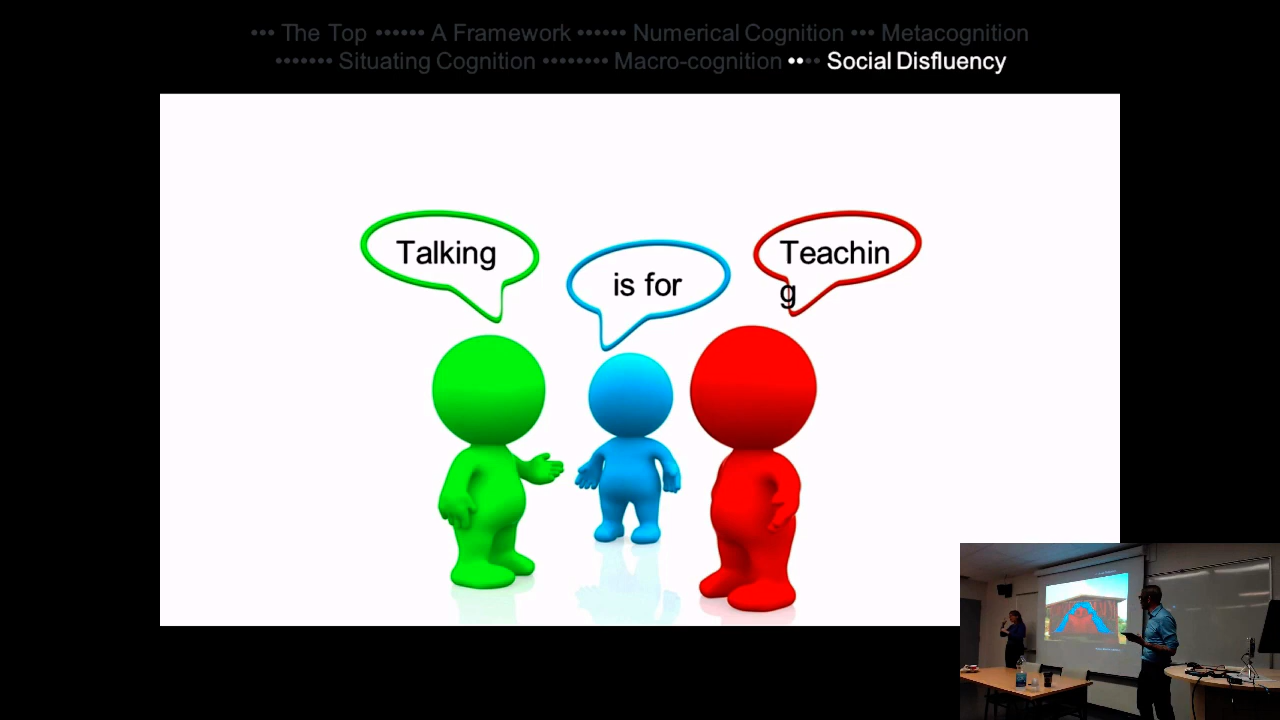 ••• The Top •••••• A Framework •••••• Numerical Cognition ••• Metacognition
••••••• Situating Cognition •••••••• Macro-cognition •••• Social Disfluency
Talking
is for
Teachin
g